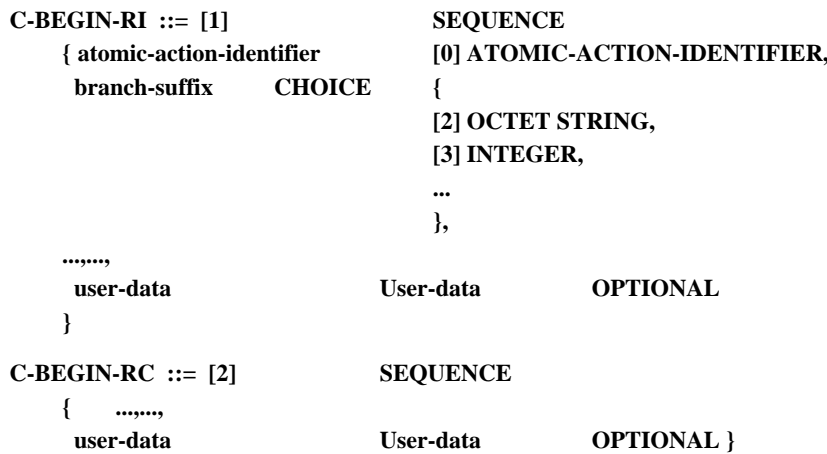 C-BEGIN-RI ::= [1] SEQUENCE
{ atomic-action-identifier [0] ATOMIC-ACTION-IDENTIFIER,
branch-suffix CHOICE {
[2] OCTET STRING,
[3] INTEGER,
...
},
...,...,
user-data User-data OPTIONAL
}
C-BEGIN-RC ::= [2] SEQUENCE
{ ...,...,
user-data User-data OPTIONAL }